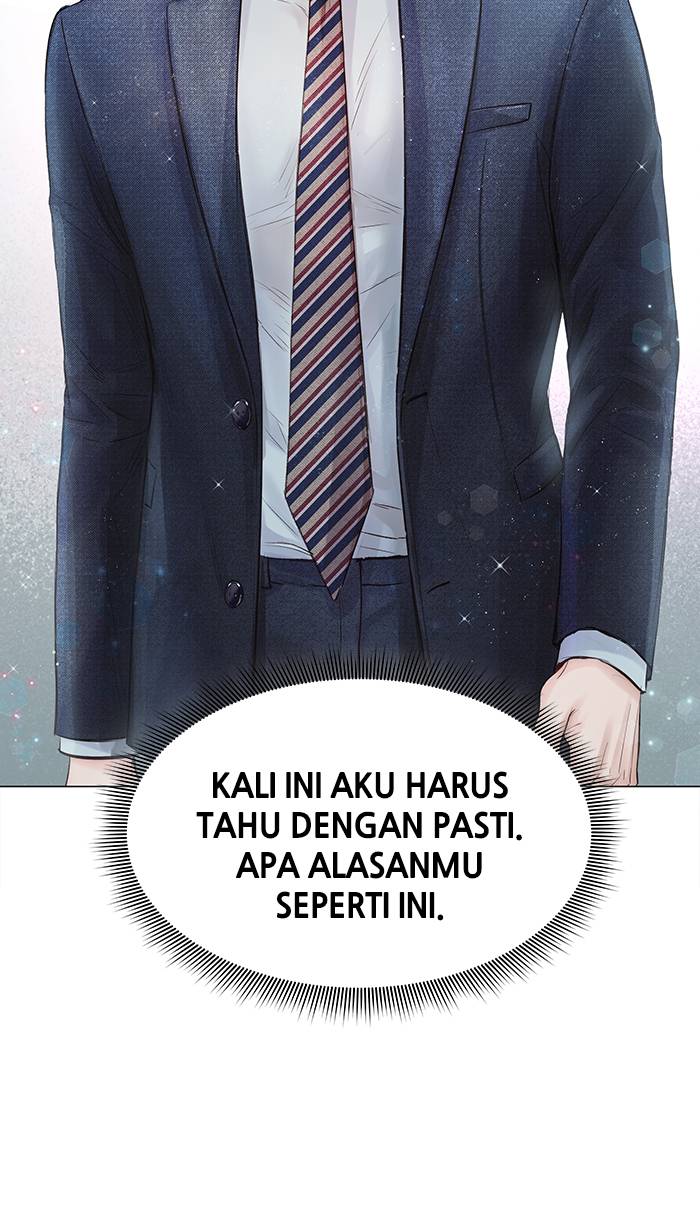 KALI INI AKU HARUS
TAHU DENGAN PASTI.
APA ALASANMU
SEPERTI INI.